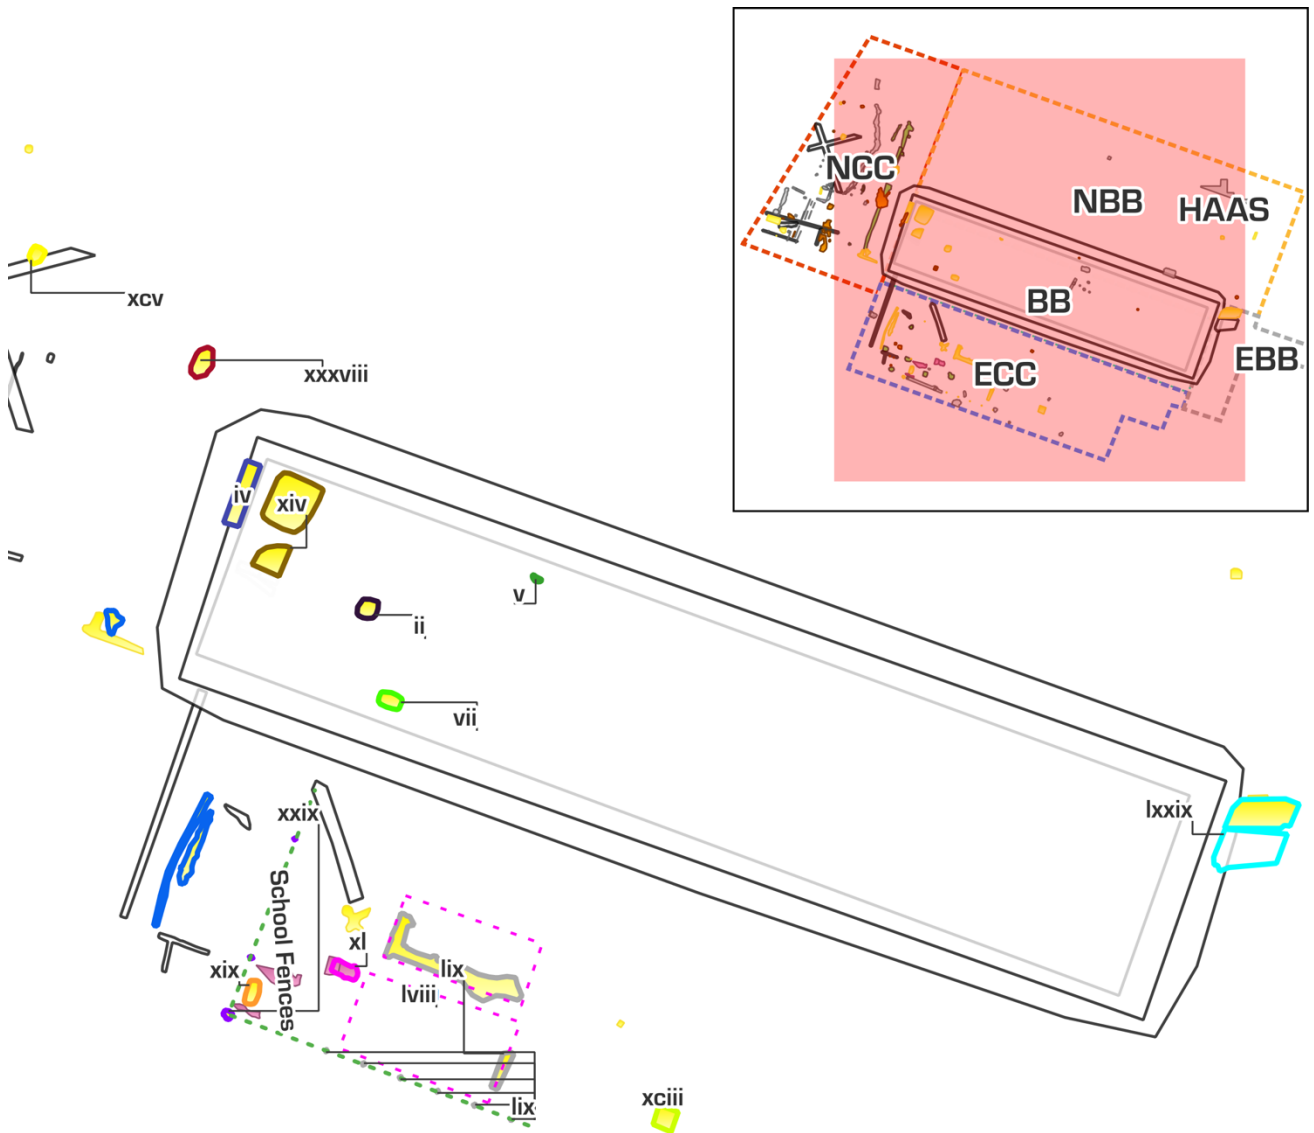 NCC
NBB
HAAS
BB
EBB
ECC
xcv
xxxviii
iv
xiv
v
ii
vii
lxxix
xxix
School Fences
xl
xix
lix
lviii
xciii
lix